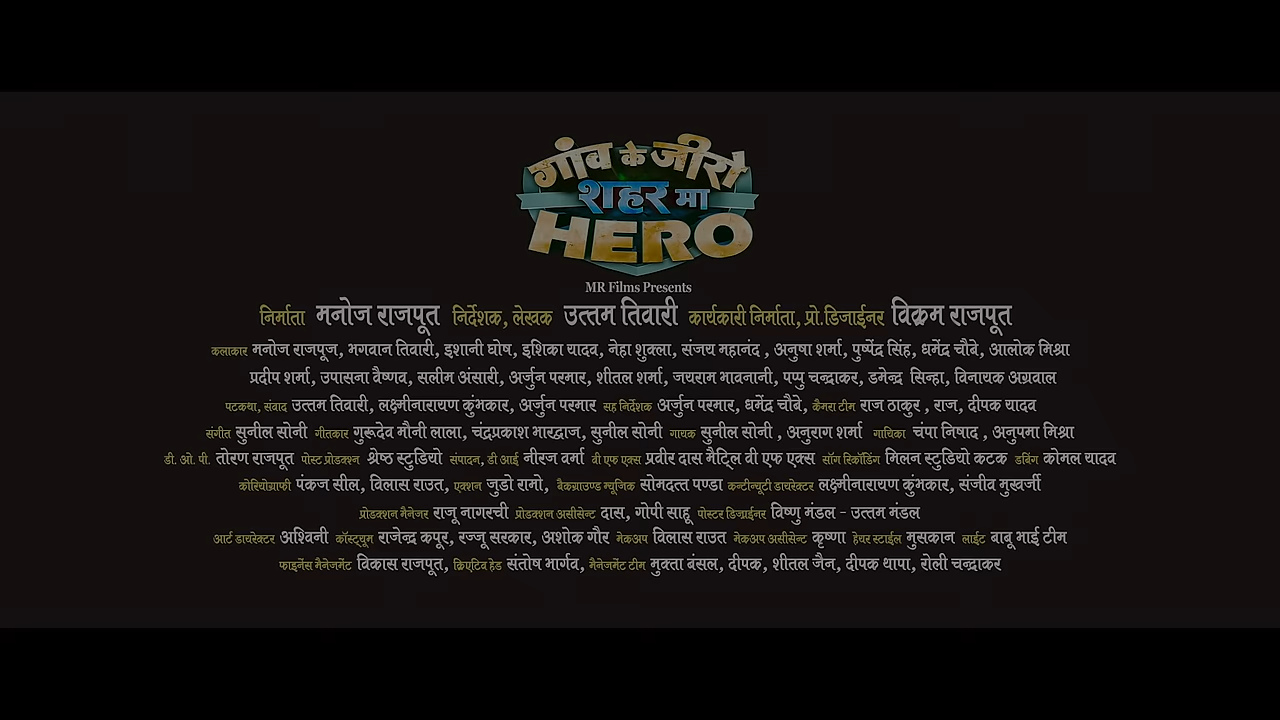 गांव के जीरो
शहर मा
HERO
MR Films Presents
निर्माता मनोज राजपूत निर्देशक, लेखक उत्तम तिवारी कार्यकारी निर्माता, प्रो.डिजाईनर विक्रम राजपूत
कलाकार मनोज राजपूज, भगवान तिवारी, इशानी घोष, इशिका यादव, नेहा शुक्ला, संजय महानंद , अनुषा शर्मा, पुष्पेंद्र सिंह, धमेंद्र चौबे, आलोक मिश्रा
प्रदीप शर्मा, उपासना वैष्णव, सलीम अंसारी, अर्जुन परमार, शीतल शर्मा, जयराम भावनानी, पप्पु चन्द्राकर, डमेन्द्र सिन्हा, विनायक अग्रवाल
पटकथा, संवाद उत्तम तिवारी, लक्ष्मीनारायण कुंभकार, अर्जुन परमार सह निर्देशक अर्जुन परमार, धमेंद्र चौबे, कैमरा टीम राज ठाकुर , राज, दीपक यादव
संगीत सुनील सोनी गीतकार गुरूदेव मौनी लाला, चंद्रप्रकाश भारद्वाज, सुनील सोनी गायक सुनील सोनी , अनुराग शर्मा गायिका चंपा निषाद , अनुपमा मिश्रा
डी. ओ. पी. तोरण राजपूत पोस्ट प्रोडक्शन श्रेष्ठ स्टुडियो संपादन, डी आई नीरज वर्मा वी एफ एक्स प्रवीर दास मैट्रिल वी एफ एक्स सॉग रिकॉडिंग मिलन स्टुडियो कटक डबिंग कोमल यादव
कोरियोग्राफी पंकज सील, विलास राउत, एक्शन जुडो रामो, बैकग्राउण्ड म्यूजिक सोमदत्त पण्डा कन्टीन्यूटी डायरेक्टर लक्ष्मीनारायण कुंभकार, संजीव मुखर्जी
प्रोडक्शन मैनेजर राजू नागरची प्रोडक्शन असीसेन्ट दास, गोपी साहू पोस्टर डिजाईनर विष्णु मंडल - उत्तम मंडल
आर्ट डायरेक्टर अश्विनी कॉस्ट्यूम राजेन्द्र कपूर, रज्जू सरकार, अशोक गौर मेकअप विलास राउत मेकअप असीसेन्ट कृष्णा हेयर स्टाईल मुसकान लाईट बाबू भाई टीम
फाइनेंस मैनेजमेंट विकास राजपूत, क्रिएटिव हेड संतोष भार्गव, मैनेजमेंट टीम मुक्ता बंसल, दीपक, शीतल जैन, दीपक थापा, रोली चन्द्राकर